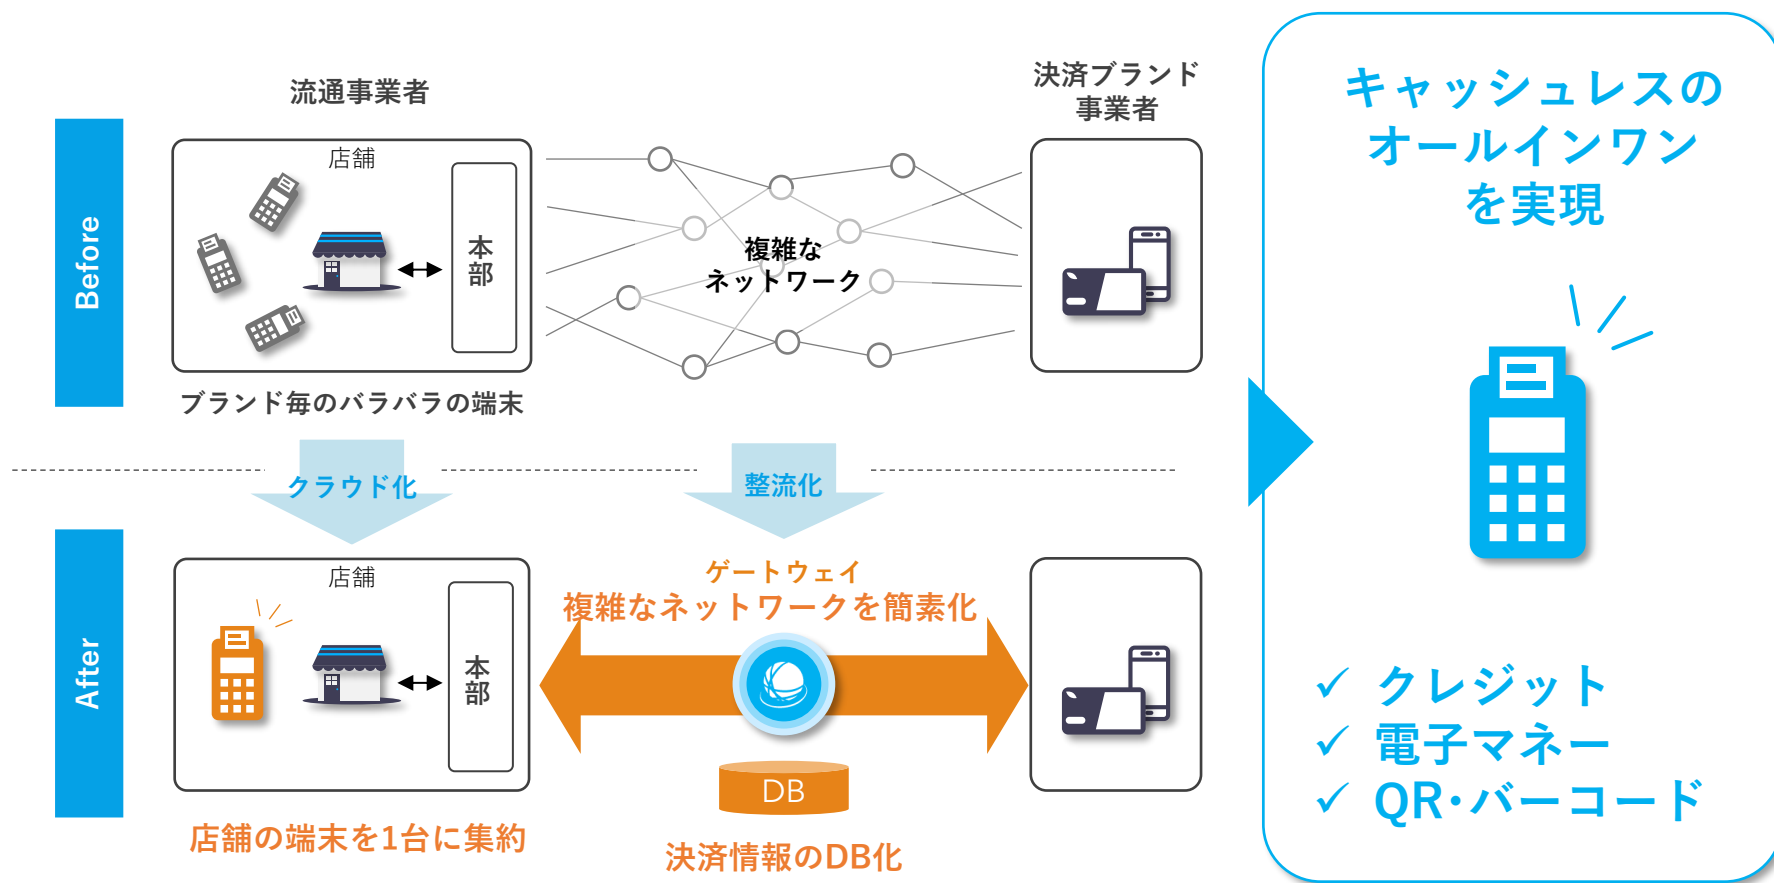 流通事業者
決済ブランド
事業者
Before
店舗
本部
複雑な
ネットワーク
ブランド毎のバラバラの端末
クラウド化
整流化
After
店舗
本部
ゲートウェイ
複雑なネットワークを簡素化
DB
店舗の端末を1台に集約
決済情報のDB化
キャッシュレスの
オールインワン
を実現
✓ クレジット
✓ 電子マネー
✓ QR・バーコード